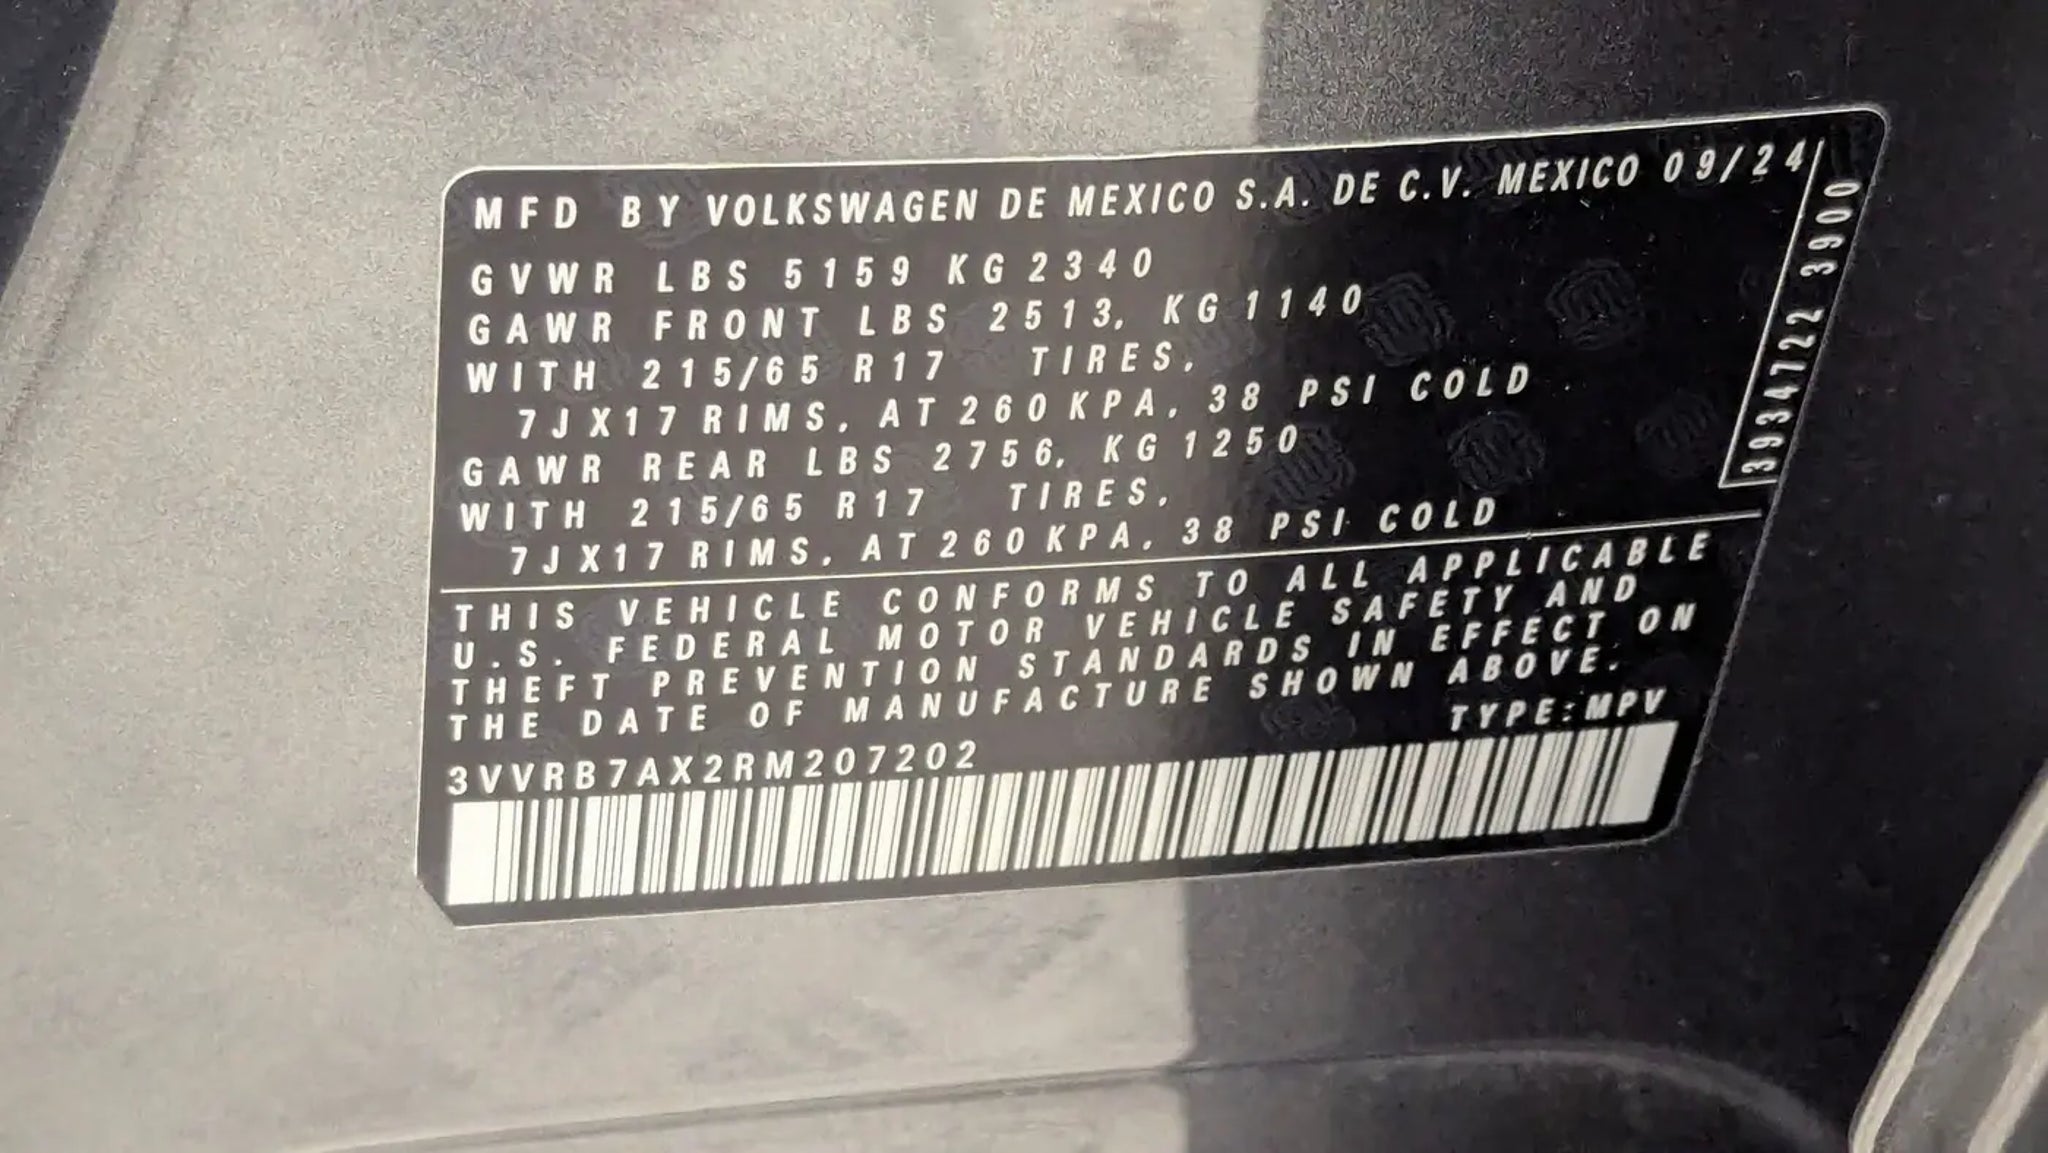 MFD BY VOLKSWAGEN DE MEXICO S.A. DE C.V. MEXICO 09/24
GVWR LBS 5159 KG 2340
GAWR FRONT LBS 2513, KG 1140
WITH 215/65 R17 TIRES,
7JX17 RIMS, AT 260 KPA, 38 PSI COLD
GAWR REAR LBS 2756, KG 1250
WITH 215/65 R17 TIRES,
7JX17 RIMS, AT 260 KPA, 38 PSI COLD
3934722 3900
THIS VEHICLE CONFORMS TO ALL APPLICABLE
U.S. FEDERAL MOTOR VEHICLE SAFETY AND
THEFT PREVENTION STANDARDS IN EFFECT ON
THE DATE OF MANUFACTURE SHOWN ABOVE.
3VVRB7AX2RM207202 TYPE:MPV